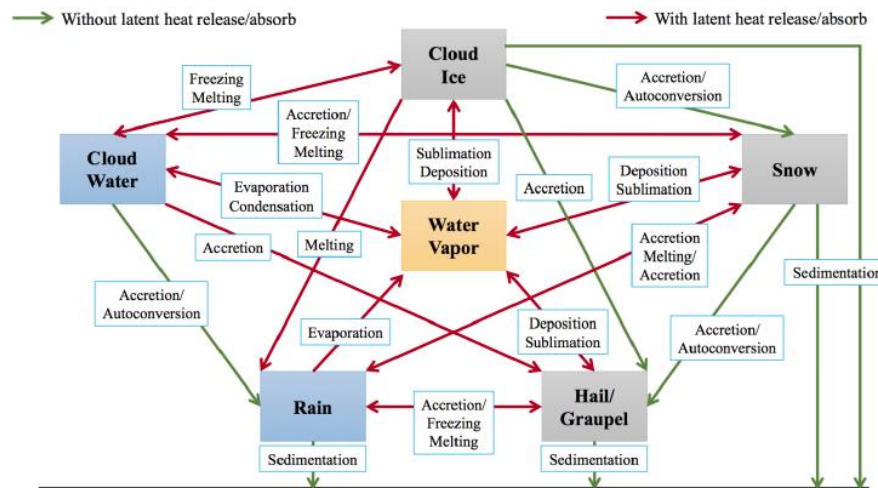 Without latent heat release/absorb
With latent heat release/absorb
Cloud
Ice
Freezing
Melting
Accretion/
Autoconversion
Accretion/
Freezing
Melting
Cloud
Water
Sublimation
Deposition
Snow
Evaporation
Condensation
Accretion
Deposition
Sublimation
Water
Vapor
Accretion
Melting
Accretion
Melting/
Accretion
Sedimentation
Accretion/
Autoconversion
Evaporation
Deposition
Sublimation
Accretion/
Autoconversion
Rain
Accretion/
Freezing
Melting
Hail/
Graupel
Sedimentation
Sedimentation